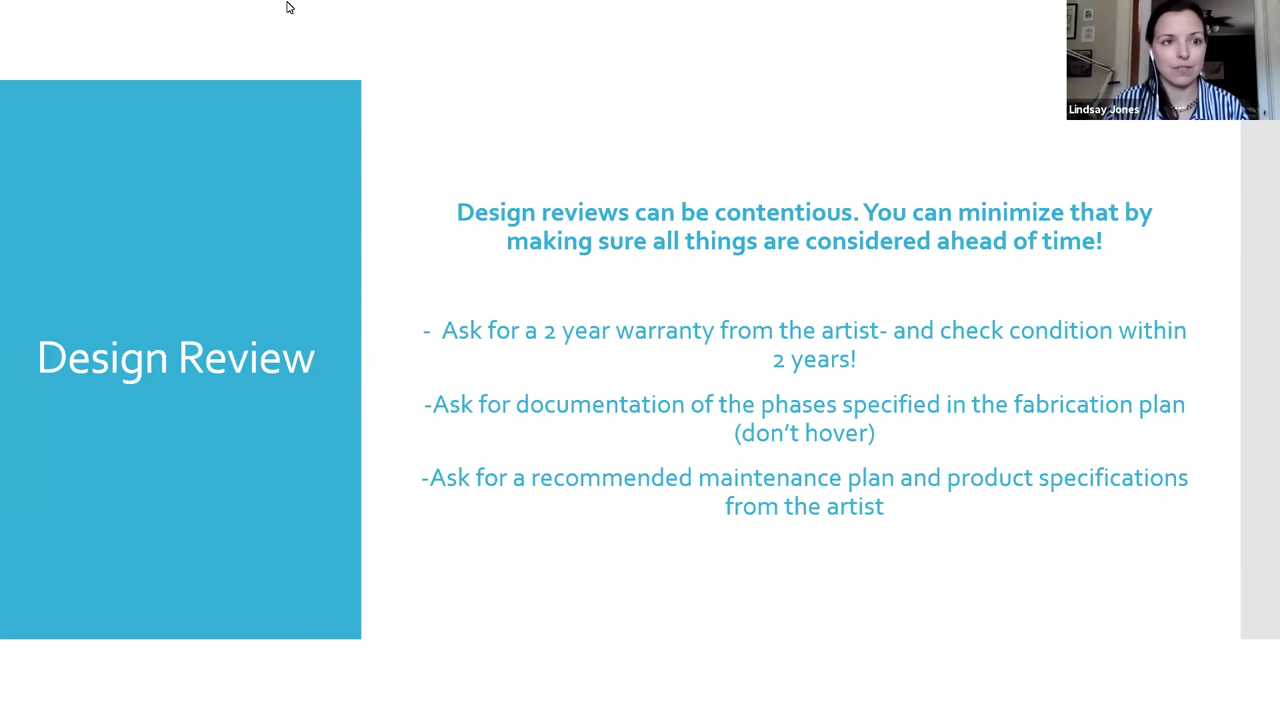 Lindsay Jones
Design Review
Design reviews can be contentious. You can minimize that by
making sure all things are considered ahead of time!
- Ask for a 2 year warranty from the artist- and check condition within
2 years!
-Ask for documentation of the phases specified in the fabrication plan
(don’t hover)
-Ask for a recommended maintenance plan and product specifications
from the artist